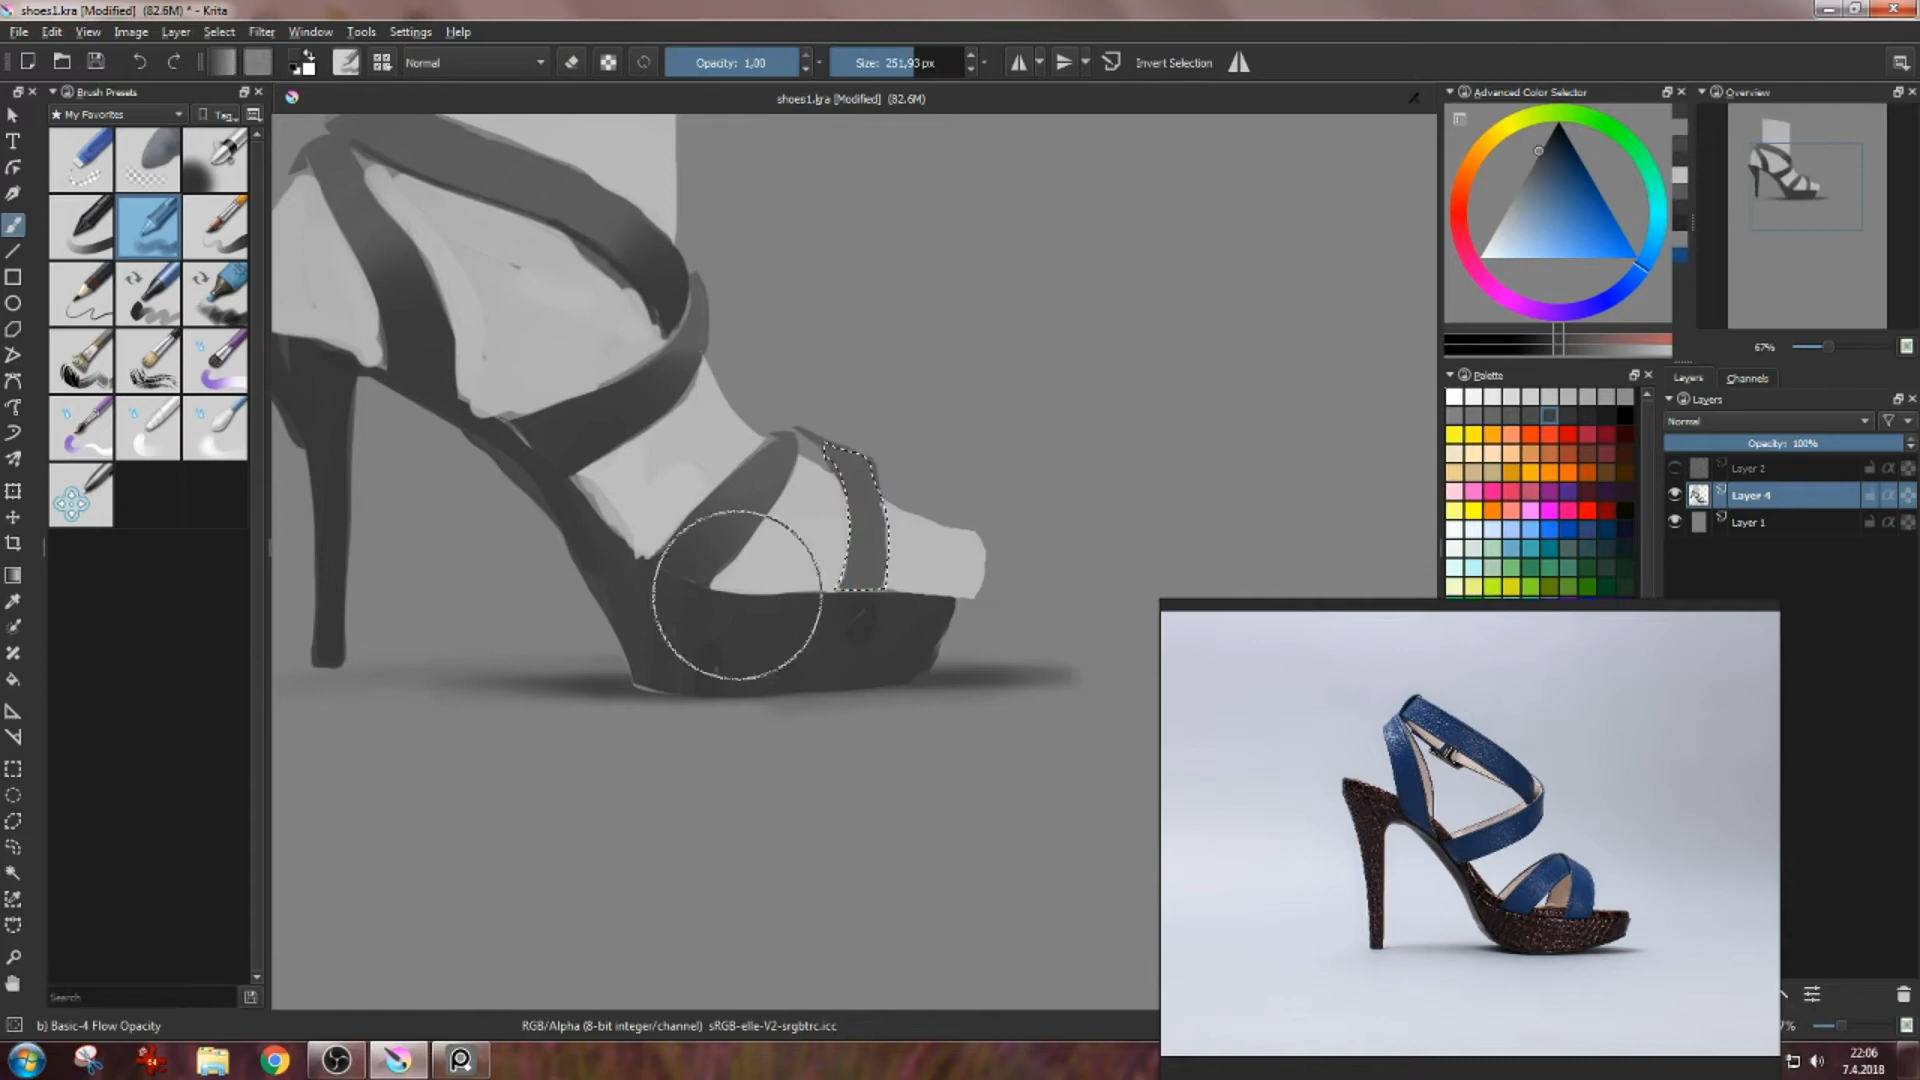 shoes1.kra [Modified] (82.6M) * - Krita
File Edit View Image Layer Select Filter Window Tools Settings Help
Normal
Opacity: 1,00
Size: 251,93 px
Invert Selection
Brush Presets
shoes1.kra [Modified] (82.6M)
Advanced Color Selector
Overview
My Favorites
67%
Palette
Layers Channels
Layers
Normal
Opacity: 100%
Layer 2
Layer 4
Layer 1
Search
b) Basic-4 Flow Opacity
RGB/Alpha (8-bit integer/channel) sRGB-elle-V2-srgbtrc.icc
22:06
7.4.2018